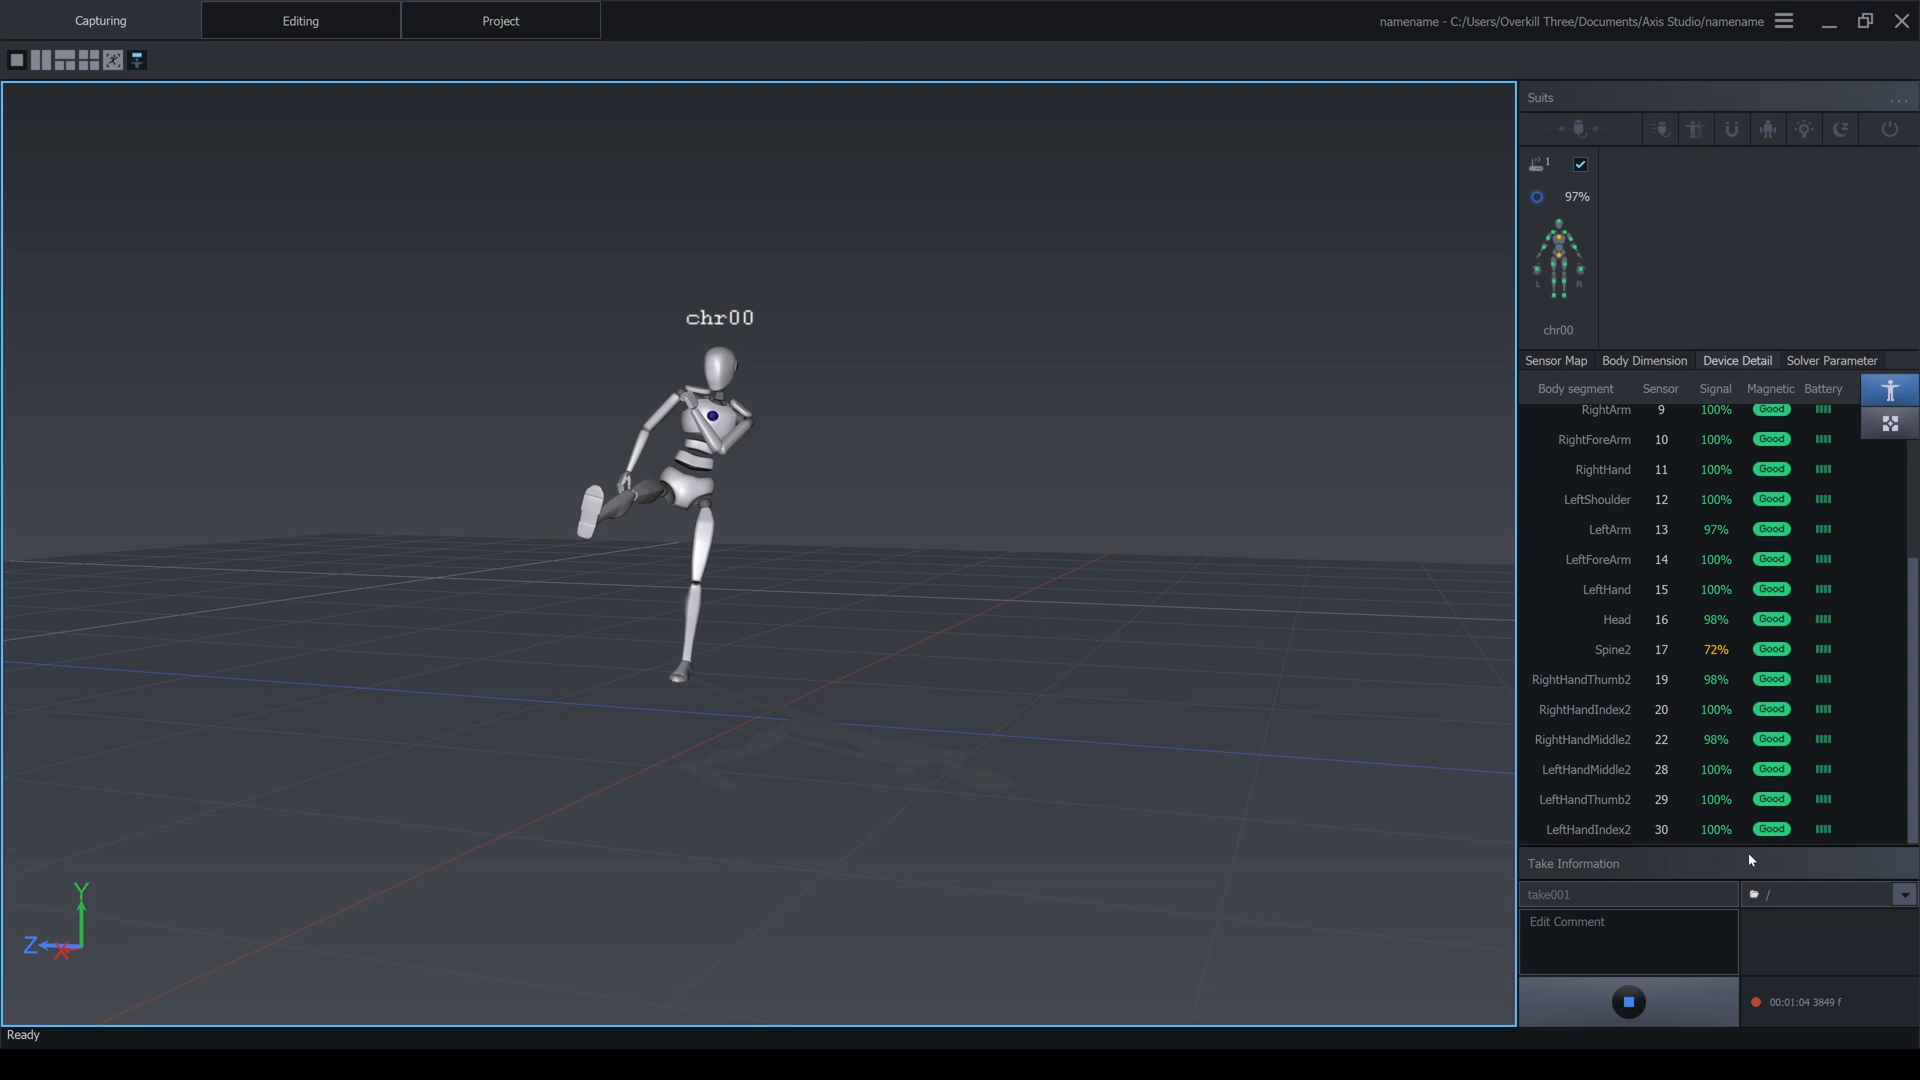 Capturing
Editing
Project
namename - C:/Users/Overkill Three/Documents/Axis Studio/namename
Suits
...
1
97%
L R
chr00
chr00
Sensor Map Body Dimension Device Detail Solver Parameter
Body segment Sensor Signal Magnetic Battery
RightArm 9 100% Good
RightForeArm 10 100% Good
RightHand 11 100% Good
LeftShoulder 12 100% Good
LeftArm 13 97% Good
LeftForeArm 14 100% Good
LeftHand 15 100% Good
Head 16 98% Good
Spine2 17 72% Good
RightHandThumb2 19 98% Good
RightHandIndex2 20 100% Good
RightHandMiddle2 22 98% Good
LeftHandMiddle2 28 100% Good
LeftHandThumb2 29 100% Good
LeftHandIndex2 30 100% Good
Take Information
take001
/
Edit Comment
00:01:04 3849 f
Y
Z
X
Ready